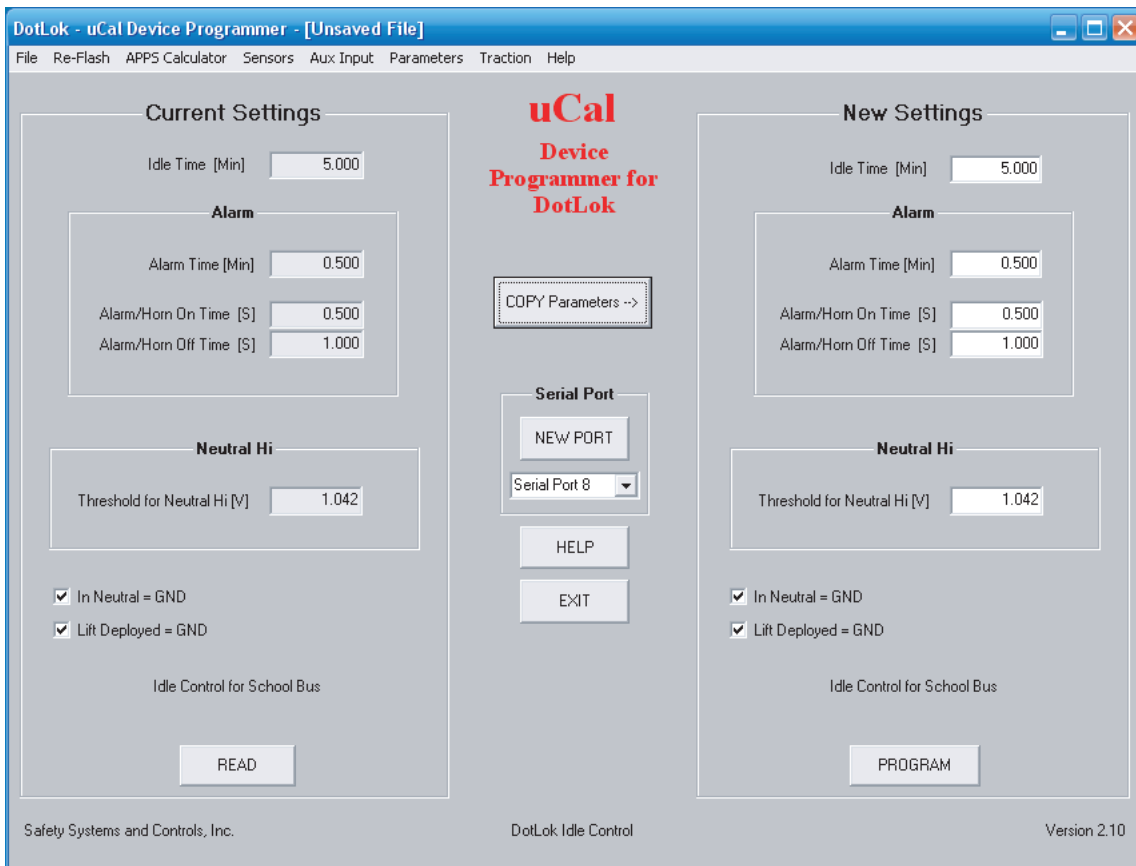 DotLok - uCal Device Programmer - [Unsaved File]
File Re-Flash APPS Calculator Sensors Aux Input Parameters Traction Help
Current Settings
Idle Time [Min] 5.000
Alarm
Alarm Time [Min] 0.500
Alarm/Horn On Time [S] 0.500
Alarm/Horn Off Time [S] 1.000
Neutral Hi
Threshold for Neutral Hi [V] 1.042
In Neutral = GND
Lift Deployed = GND
Idle Control for School Bus
READ
uCal
Device
Programmer for
DotLok
COPY Parameters -->
Serial Port
NEW PORT
Serial Port 8
HELP
EXIT
New Settings
Idle Time [Min] 5.000
Alarm
Alarm Time [Min] 0.500
Alarm/Horn On Time [S] 0.500
Alarm/Horn Off Time [S] 1.000
Neutral Hi
Threshold for Neutral Hi [V] 1.042
In Neutral = GND
Lift Deployed = GND
Idle Control for School Bus
PROGRAM
Safety Systems and Controls, Inc. DotLok Idle Control Version 2.10